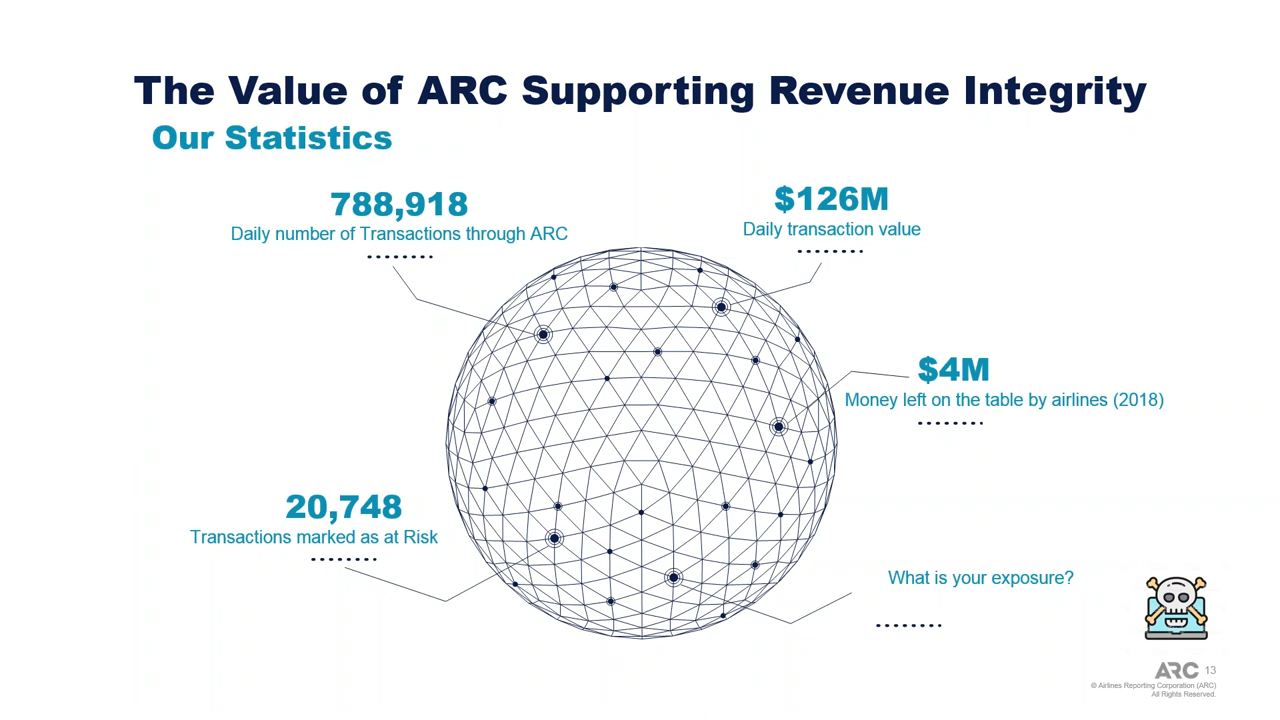 The Value of ARC Supporting Revenue Integrity
Our Statistics
788,918
Daily number of Transactions through ARC
$126M
Daily transaction value
$4M
Money left on the table by airlines (2018)
20,748
Transactions marked as at Risk
What is your exposure?
ARC 13
© Airlines Reporting Corporation (ARC)
All Rights Reserved.